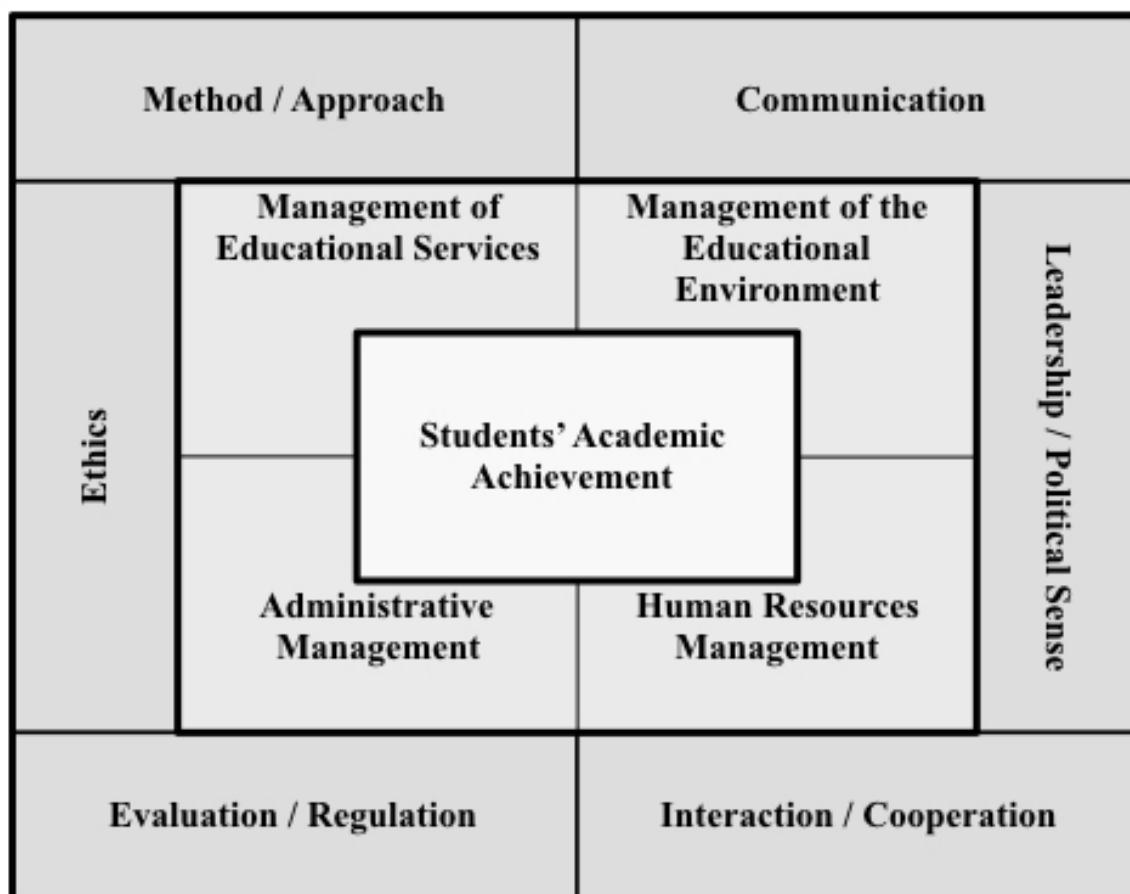 Method / Approach
Communication
Management of
Educational Services
Management of the
Educational
Environment
Ethics
Students’ Academic
Achievement
Leadership / Political Sense
Administrative
Management
Human Resources
Management
Evaluation / Regulation
Interaction / Cooperation